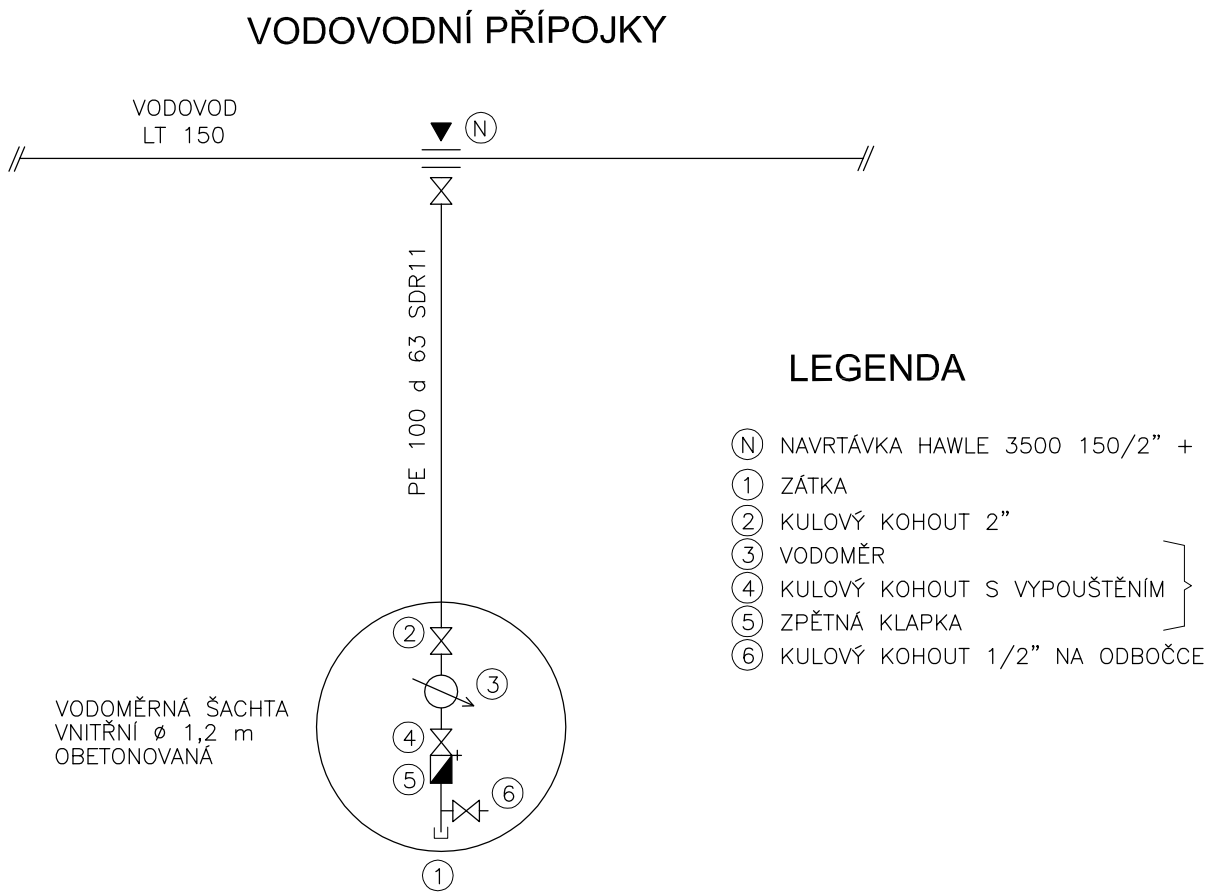 VODOVODNÍ PŘÍPOJKY
VODOVOD
LT 150
N
PE 100 d 63 SDR11
LEGENDA
N NAVRTÁVKA HAWLE 3500 150/2" +
1 ZÁTKA
2 KULOVÝ KOHOUT 2"
3 VODOMĚR
4 KULOVÝ KOHOUT S VYPOUŠTĚNÍM
5 ZPĚTNÁ KLAPKA
6 KULOVÝ KOHOUT 1/2" NA ODBOČCE
2
3
VODOMĚRNÁ ŠACHTA
VNITŘNÍ ø 1,2 m
OBETONOVANÁ
4
5
6
1